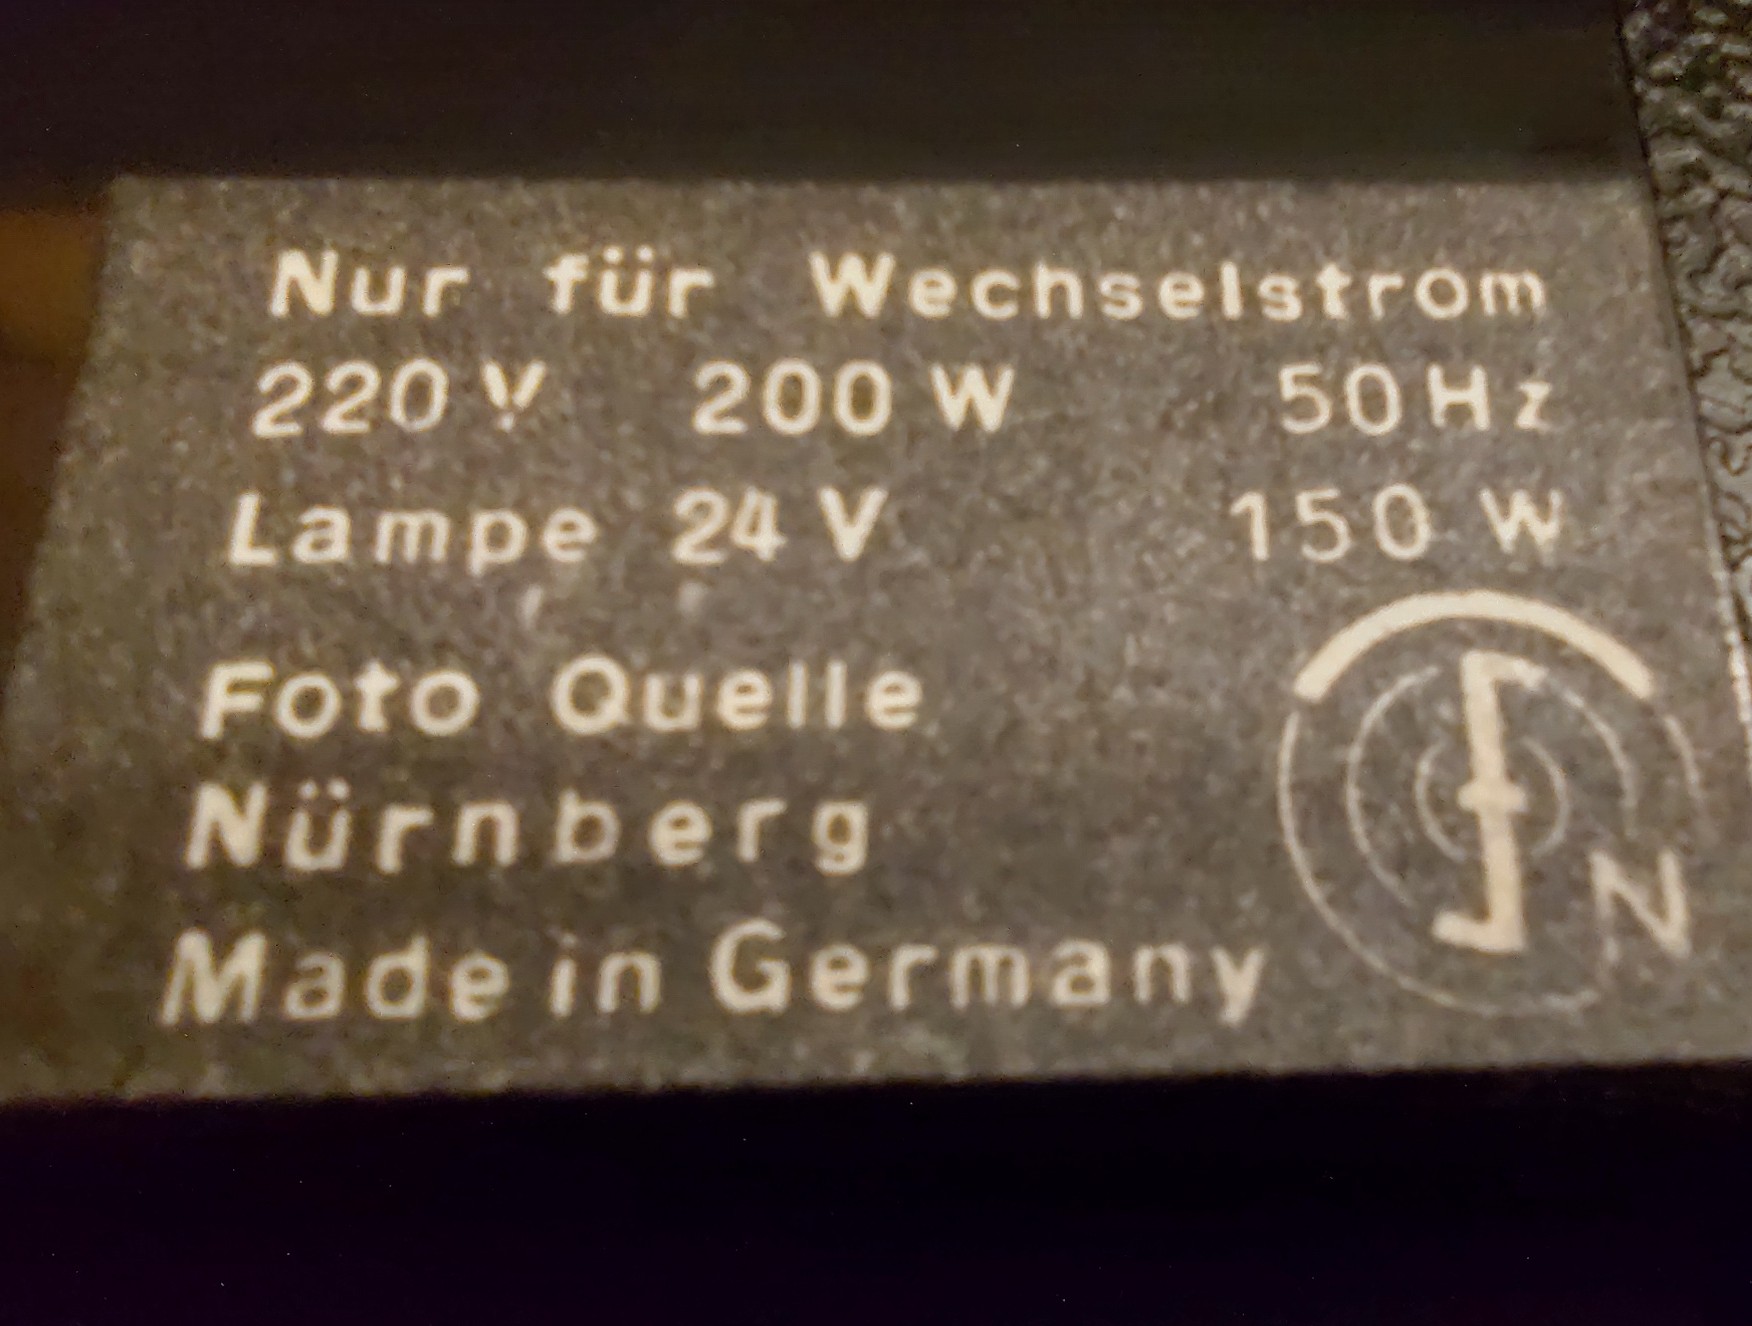 Nur für Wechselstrom
220 V 200 W 50 Hz
Lampe 24 V 150 W
Foto Quelle
Nürnberg
Made in Germany
N